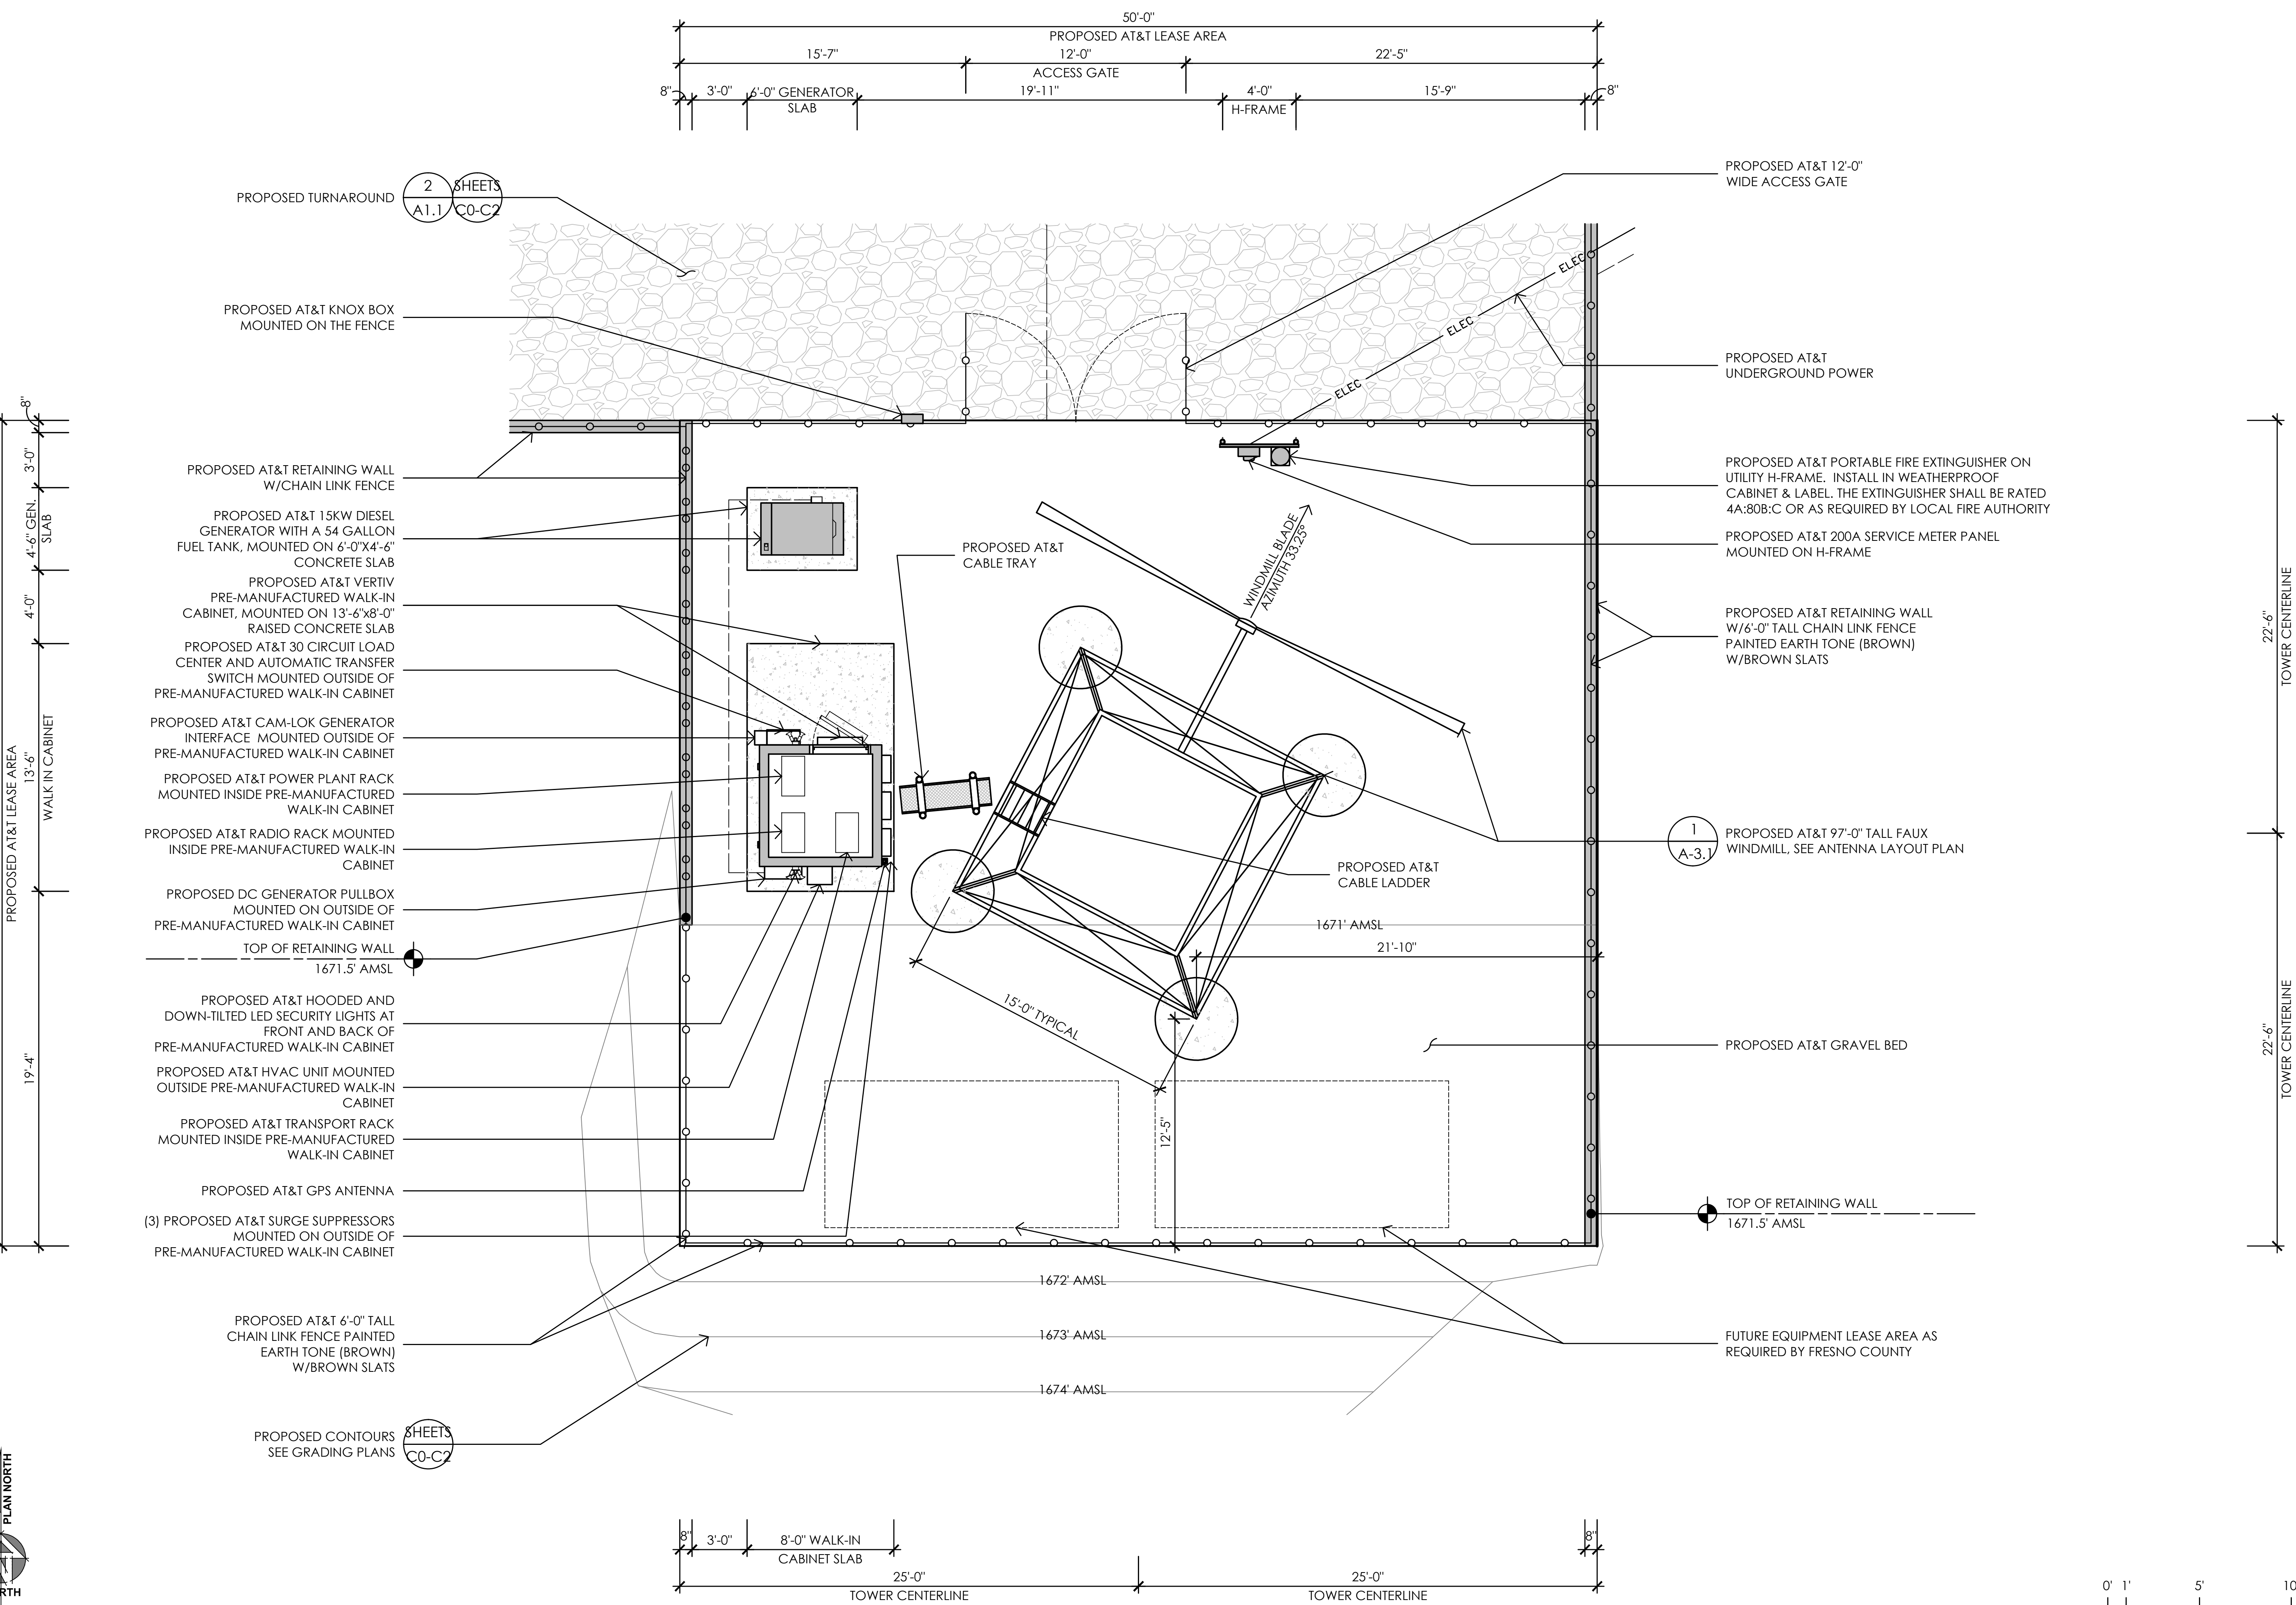 50'-0"
PROPOSED AT&T LEASE AREA
15'-7"
12'-0"
22'-5"
ACCESS GATE
8"
3'-0"
6'-0" GENERATOR
SLAB
19'-11"
4'-0"
H-FRAME
15'-9"
8"
PROPOSED TURNAROUND
2
A1.1
SHEETS
C0-C2
PROPOSED AT&T KNOX BOX
MOUNTED ON THE FENCE
PROPOSED AT&T RETAINING WALL
W/CHAIN LINK FENCE
PROPOSED AT&T 15KW DIESEL
GENERATOR WITH A 54 GALLON
FUEL TANK, MOUNTED ON 6'-0"X4'-6"
CONCRETE SLAB
PROPOSED AT&T VERTIV
PRE-MANUFACTURED WALK-IN
CABINET, MOUNTED ON 13'-6"x8'-0"
RAISED CONCRETE SLAB
PROPOSED AT&T 30 CIRCUIT LOAD
CENTER AND AUTOMATIC TRANSFER
SWITCH MOUNTED OUTSIDE OF
PRE-MANUFACTURED WALK-IN CABINET
PROPOSED AT&T CAM-LOK GENERATOR
INTERFACE MOUNTED OUTSIDE OF
PRE-MANUFACTURED WALK-IN CABINET
PROPOSED AT&T POWER PLANT RACK
MOUNTED INSIDE PRE-MANUFACTURED
WALK-IN CABINET
PROPOSED AT&T RADIO RACK MOUNTED
INSIDE PRE-MANUFACTURED WALK-IN
CABINET
PROPOSED DC GENERATOR PULLBOX
MOUNTED ON OUTSIDE OF
PRE-MANUFACTURED WALK-IN CABINET
TOP OF RETAINING WALL
1671.5' AMSL
PROPOSED AT&T HOODED AND
DOWN-TILTED LED SECURITY LIGHTS AT
FRONT AND BACK OF
PRE-MANUFACTURED WALK-IN CABINET
PROPOSED AT&T HVAC UNIT MOUNTED
OUTSIDE PRE-MANUFACTURED WALK-IN
CABINET
PROPOSED AT&T TRANSPORT RACK
MOUNTED INSIDE PRE-MANUFACTURED
WALK-IN CABINET
PROPOSED AT&T GPS ANTENNA
(3) PROPOSED AT&T SURGE SUPPRESSORS
MOUNTED ON OUTSIDE OF
PRE-MANUFACTURED WALK-IN CABINET
PROPOSED AT&T 6'-0" TALL
CHAIN LINK FENCE PAINTED
EARTH TONE (BROWN)
W/BROWN SLATS
PROPOSED CONTOURS
SEE GRADING PLANS
SHEETS
C0-C2
8"
3'-0"
4'-6" GEN.
SLAB
4'-0"
13'-6"
WALK IN CABINET
19'-4"
PROPOSED AT&T LEASE AREA
PLAN NORTH
RTH
ELEC
ELEC
ELEC
PROPOSED AT&T
CABLE TRAY
WINDMILL BLADE
AZIMUTH 33.25°
PROPOSED AT&T
CABLE LADDER
1671' AMSL
21'-10"
15'-0" TYPICAL
12'-5"
1672' AMSL
1673' AMSL
1674' AMSL
PROPOSED AT&T 12'-0"
WIDE ACCESS GATE
PROPOSED AT&T
UNDERGROUND POWER
PROPOSED AT&T PORTABLE FIRE EXTINGUISHER ON
UTILITY H-FRAME. INSTALL IN WEATHERPROOF
CABINET & LABEL. THE EXTINGUISHER SHALL BE RATED
4A:80B:C OR AS REQUIRED BY LOCAL FIRE AUTHORITY
PROPOSED AT&T 200A SERVICE METER PANEL
MOUNTED ON H-FRAME
PROPOSED AT&T RETAINING WALL
W/6'-0" TALL CHAIN LINK FENCE
PAINTED EARTH TONE (BROWN)
W/BROWN SLATS
1
A-3.1
PROPOSED AT&T 97'-0" TALL FAUX
WINDMILL, SEE ANTENNA LAYOUT PLAN
PROPOSED AT&T GRAVEL BED
TOP OF RETAINING WALL
1671.5' AMSL
FUTURE EQUIPMENT LEASE AREA AS
REQUIRED BY FRESNO COUNTY
22'-6"
TOWER CENTERLINE
22'-6"
TOWER CENTERLINE
8"
3'-0"
8'-0" WALK-IN
CABINET SLAB
8"
25'-0"
TOWER CENTERLINE
25'-0"
TOWER CENTERLINE
0' 1' 5' 10